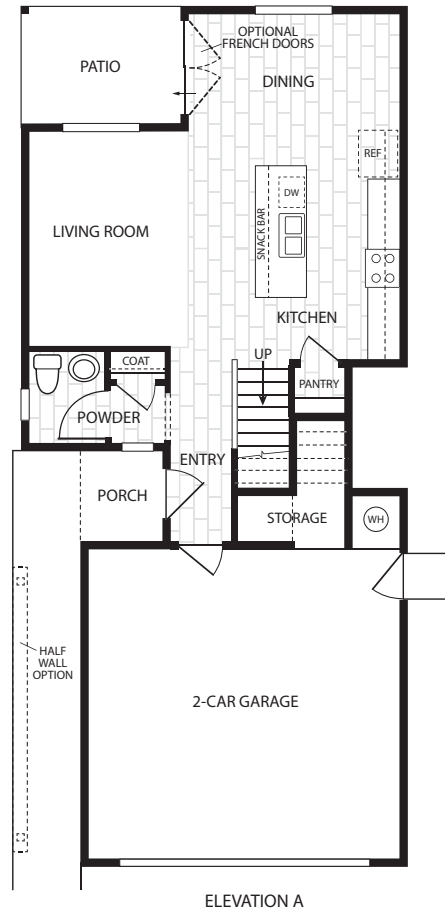 OPTIONAL
FRENCH DOORS
PATIO
DINING
REF
DW
SNACK BAR
LIVING ROOM
KITCHEN
UP
COAT
PANTRY
POWDER
ENTRY
PORCH
STORAGE
WH
HALF
WALL
OPTION
2-CAR GARAGE
ELEVATION A